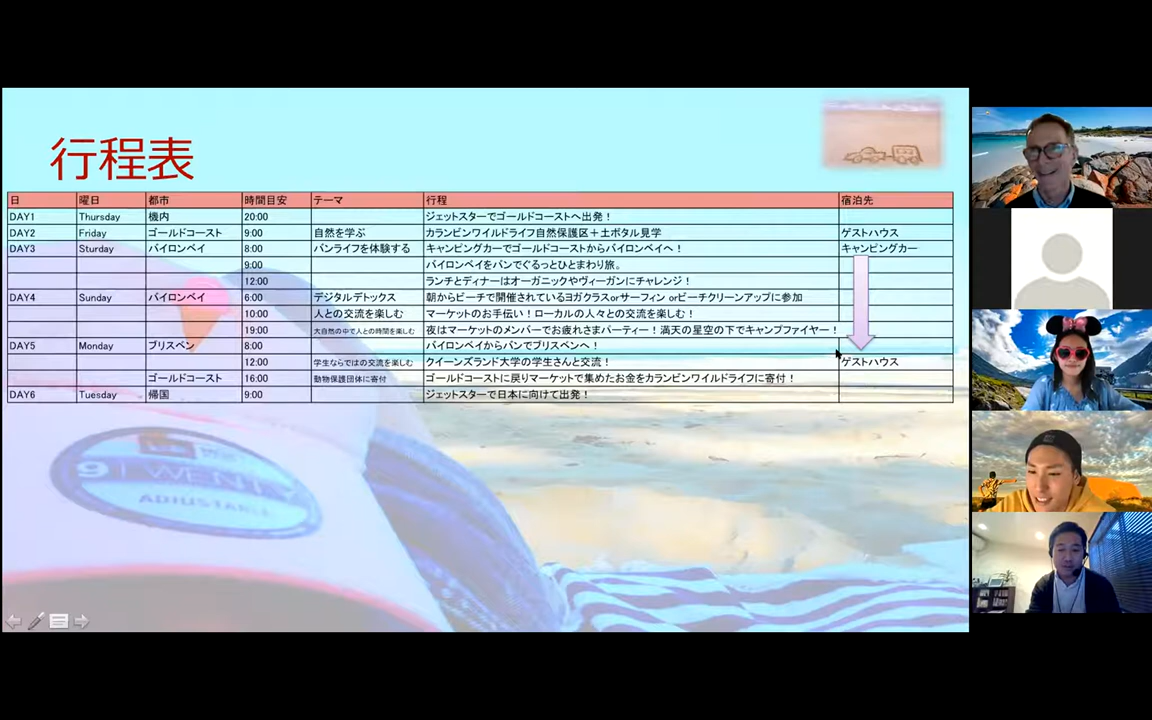 行程表
日 曜日 都市 時間目安 テーマ 行程 宿泊先
DAY1 Thursday 機内 20:00 ジェットスターでゴールドコーストへ出発！
DAY2 Friday ゴールドコースト 9:00 自然を学ぶ カランビンワイルドライフ自然保護区＋土ボタル見学 ゲストハウス
DAY3 Sturday バイロンベイ 8:00 バンライフを体験する キャンピングカーでゴールドコーストからバイロンベイへ！ キャンピングカー
9:00 バイロンベイをバンでぐるっとひとまわり旅。
12:00 ランチとディナーはオーガニックやヴィーガンにチャレンジ！
DAY4 Sunday バイロンベイ 6:00 デジタルデトックス 朝からビーチで開催されているヨガクラスorサーフィン orビーチクリーンアップに参加
10:00 人との交流を楽しむ マーケットのお手伝い！ローカルの人々との交流を楽しむ！
19:00 大自然の中で人との時間を楽しむ 夜はマーケットのメンバーでお疲れさまパーティー！満天の星空の下でキャンプファイヤー！
DAY5 Monday ブリスベン 8:00 バイロンベイからバンでブリスベンへ！
12:00 学生ならではの交流を楽しむ クイーンズランド大学の学生さんと交流！ ゲストハウス
ゴールドコースト 16:00 動物保護団体に寄付 ゴールドコーストに戻りマーケットで集めたお金をカランビンワイルドライフに寄付！
DAY6 Tuesday 帰国 9:00 ジェットスターで日本に向けて出発！
9TWENTY
ADJUSTABLE